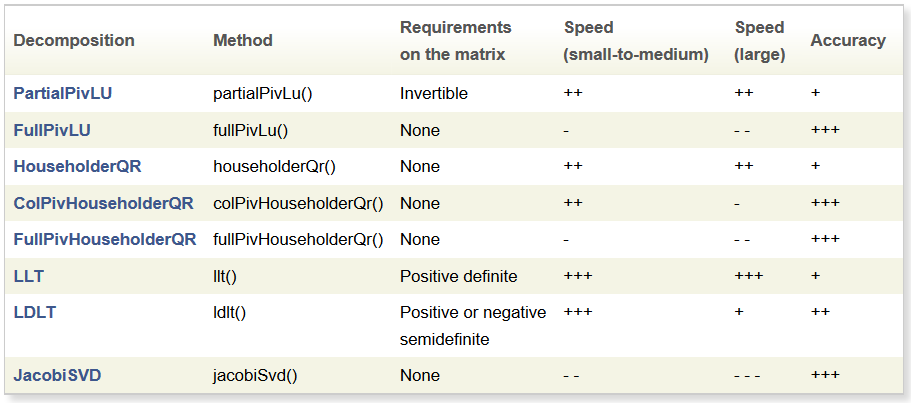 Decomposition Method Requirements on the matrix Speed (small-to-medium) Speed (large) Accuracy
PartialPivLU partialPivLu() Invertible ++ ++ +
FullPivLU fullPivLu() None - - - +++
HouseholderQR householderQr() None ++ ++ +
ColPivHouseholderQR colPivHouseholderQr() None ++ - +++
FullPivHouseholderQR fullPivHouseholderQr() None - - - +++
LLT llt() Positive definite +++ +++ +
LDLT ldlt() Positive or negative semidefinite +++ + ++
JacobiSVD jacobiSvd() None - - - - - +++